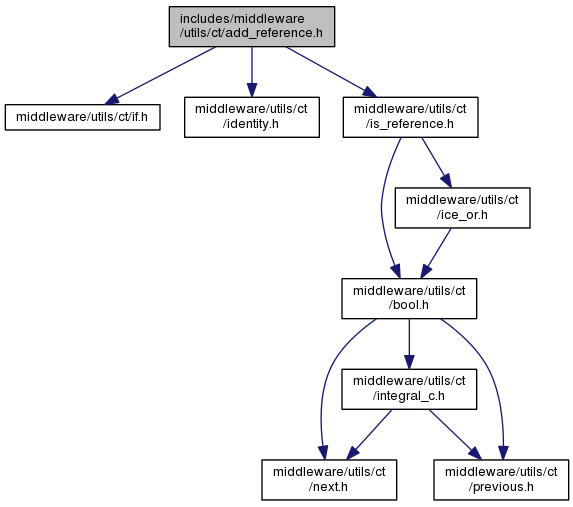 includes/middleware
/utils/ct/add_reference.h
middleware/utils/ct/if.h
middleware/utils/ct
/identity.h
middleware/utils/ct
/is_reference.h
middleware/utils/ct
/ice_or.h
middleware/utils/ct
/bool.h
middleware/utils/ct
/integral_c.h
middleware/utils/ct
/next.h
middleware/utils/ct
/previous.h